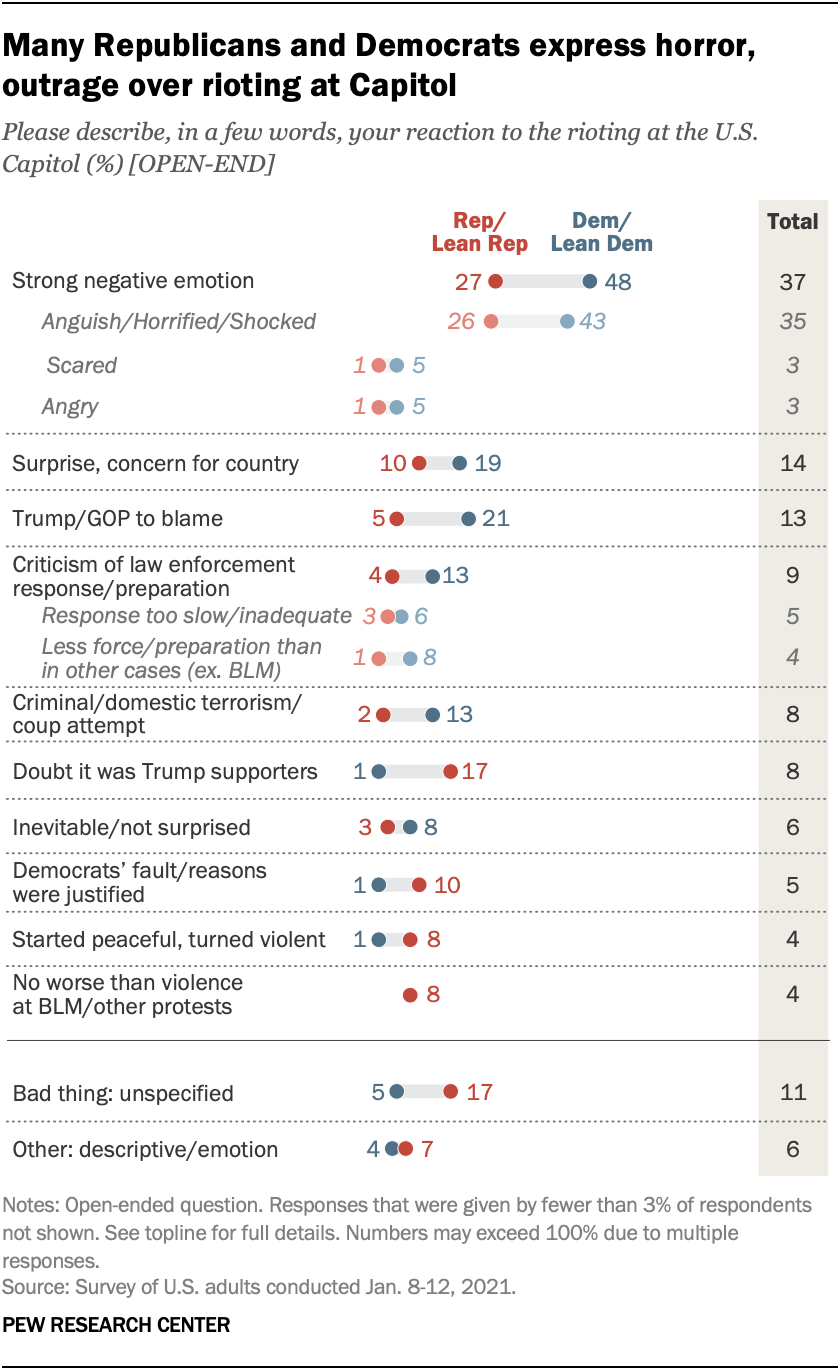 Many Republicans and Democrats express horror,
outrage over rioting at Capitol
Please describe, in a few words, your reaction to the rioting at the U.S.
Capitol (%) [OPEN-END]
Rep/
Lean Rep
Dem/
Lean Dem
Total
Strong negative emotion 27 48 37
Anguish/Horrified/Shocked 26 43 35
Scared 1 5 3
Angry 1 5 3
Surprise, concern for country 10 19 14
Trump/GOP to blame 5 21 13
Criticism of law enforcement
response/preparation 4 13 9
Response too slow/inadequate 3 6 5
Less force/preparation than
in other cases (ex. BLM) 1 8 4
Criminal/domestic terrorism/
coup attempt 2 13 8
Doubt it was Trump supporters 1 17 8
Inevitable/not surprised 3 8 6
Democrats’ fault/reasons
were justified 1 10 5
Started peaceful, turned violent 1 8 4
No worse than violence
at BLM/other protests 8 4
Bad thing: unspecified 5 17 11
Other: descriptive/emotion 4 7 6
Notes: Open-ended question. Responses that were given by fewer than 3% of respondents
not shown. See topline for full details. Numbers may exceed 100% due to multiple
responses.
Source: Survey of U.S. adults conducted Jan. 8-12, 2021.
PEW RESEARCH CENTER